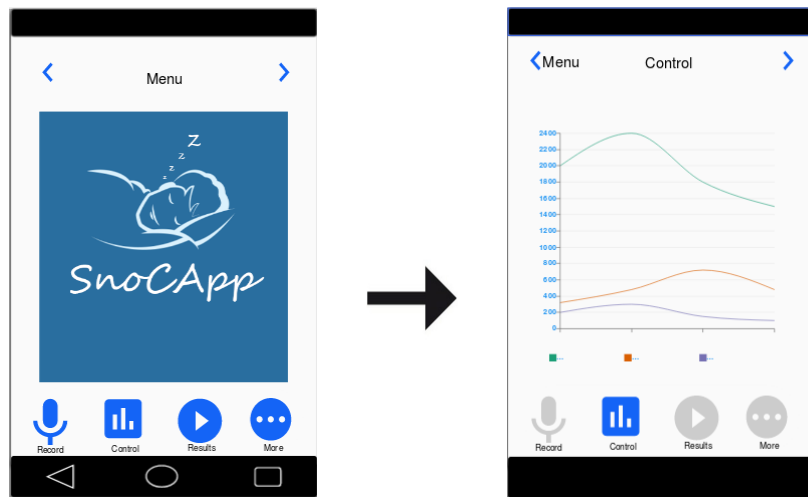 Menu
z
z
z
z
SnoCApp
Record
Control
Results
More
Menu
Control
2400
2200
2000
1800
1600
1400
1200
1000
800
600
400
200
0
...
...
...
Record
Control
Results
More